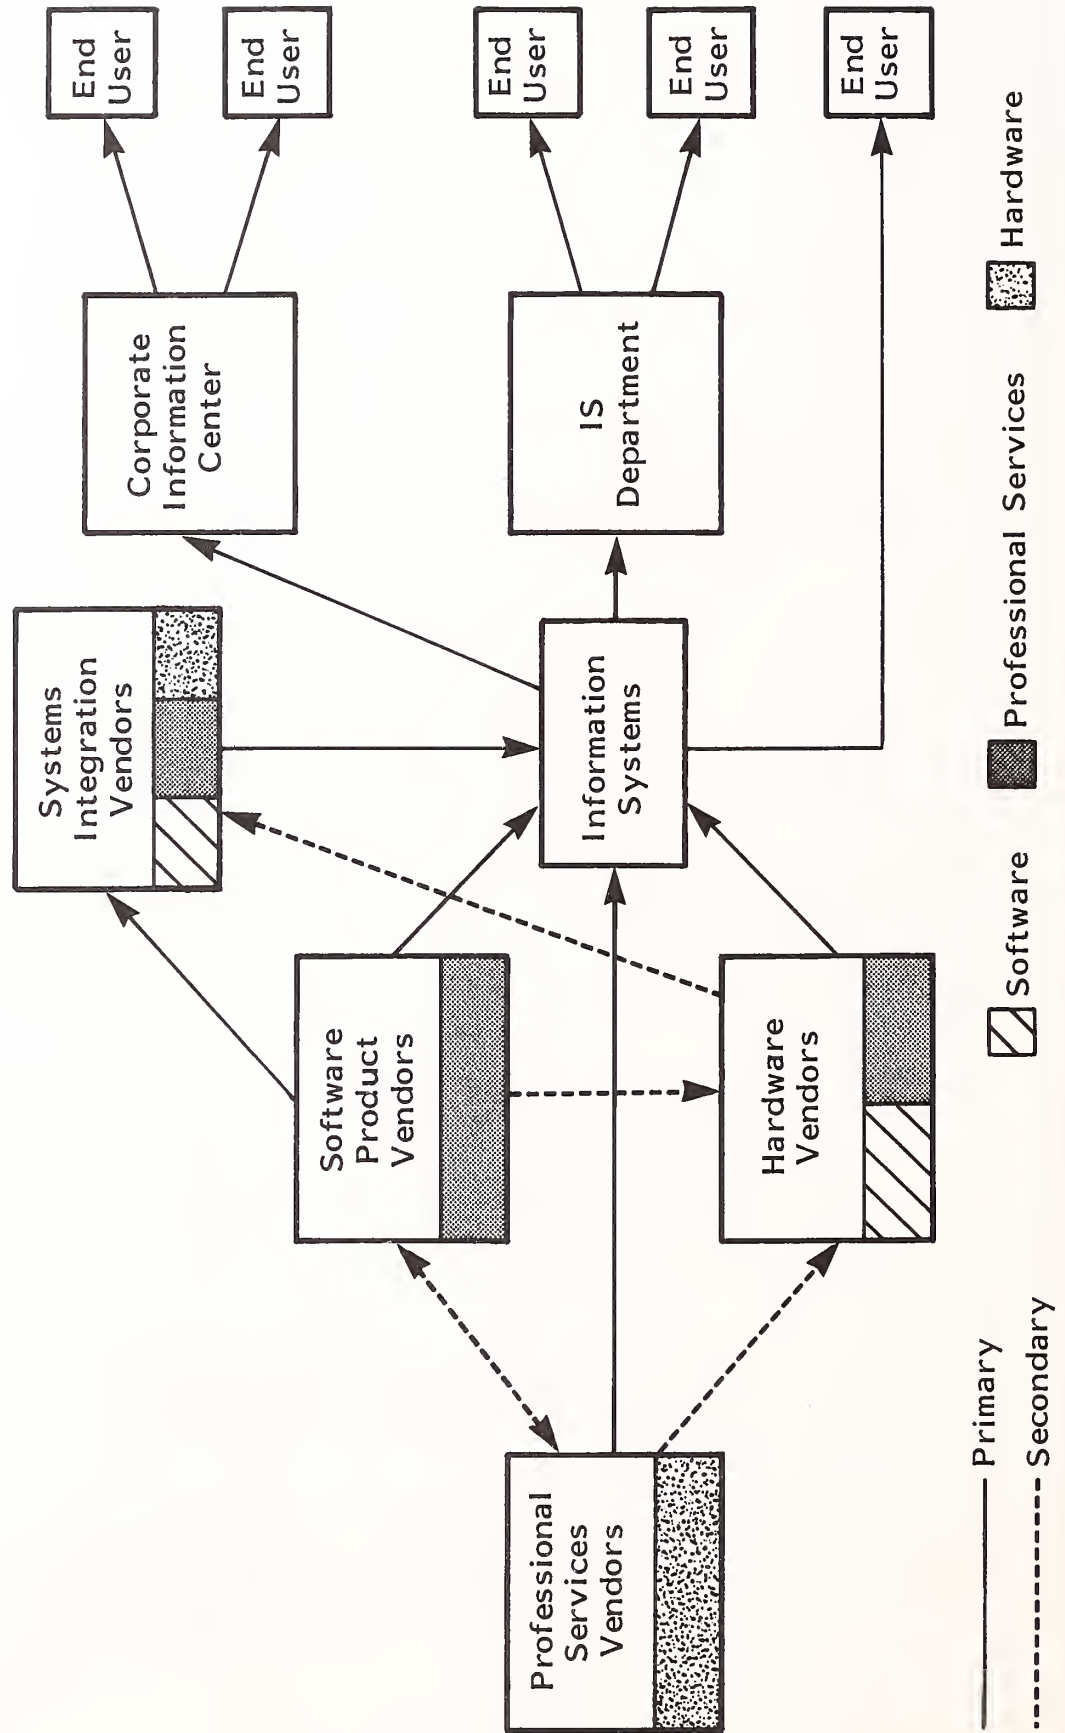 Systems
Integration
Vendors
Corporate
Information
Center
End
User
End
User
Software
Product
Vendors
Professional
Services
Vendors
Information
Systems
IS
Department
End
User
End
User
Hardware
Vendors
End
User
Primary
Secondary
Software
Professional Services
Hardware